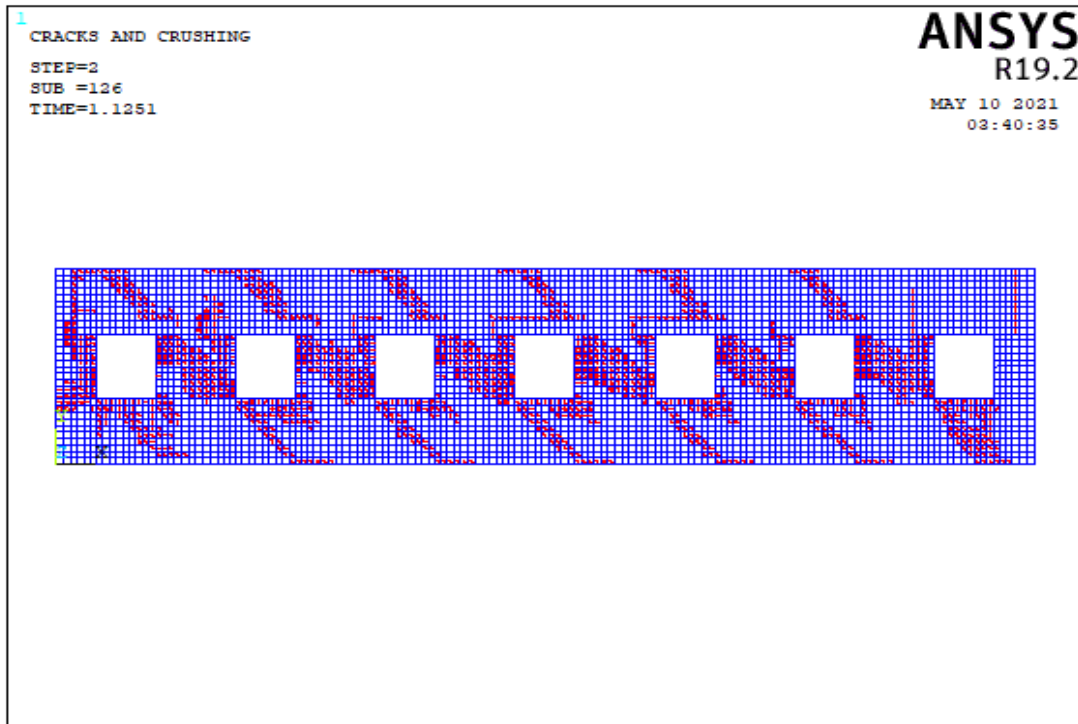 1
CRACKS AND CRUSHING
STEP=2
SUB =126
TIME=1.1251
ANSYS
R19.2
MAY 10 2021
03:40:35